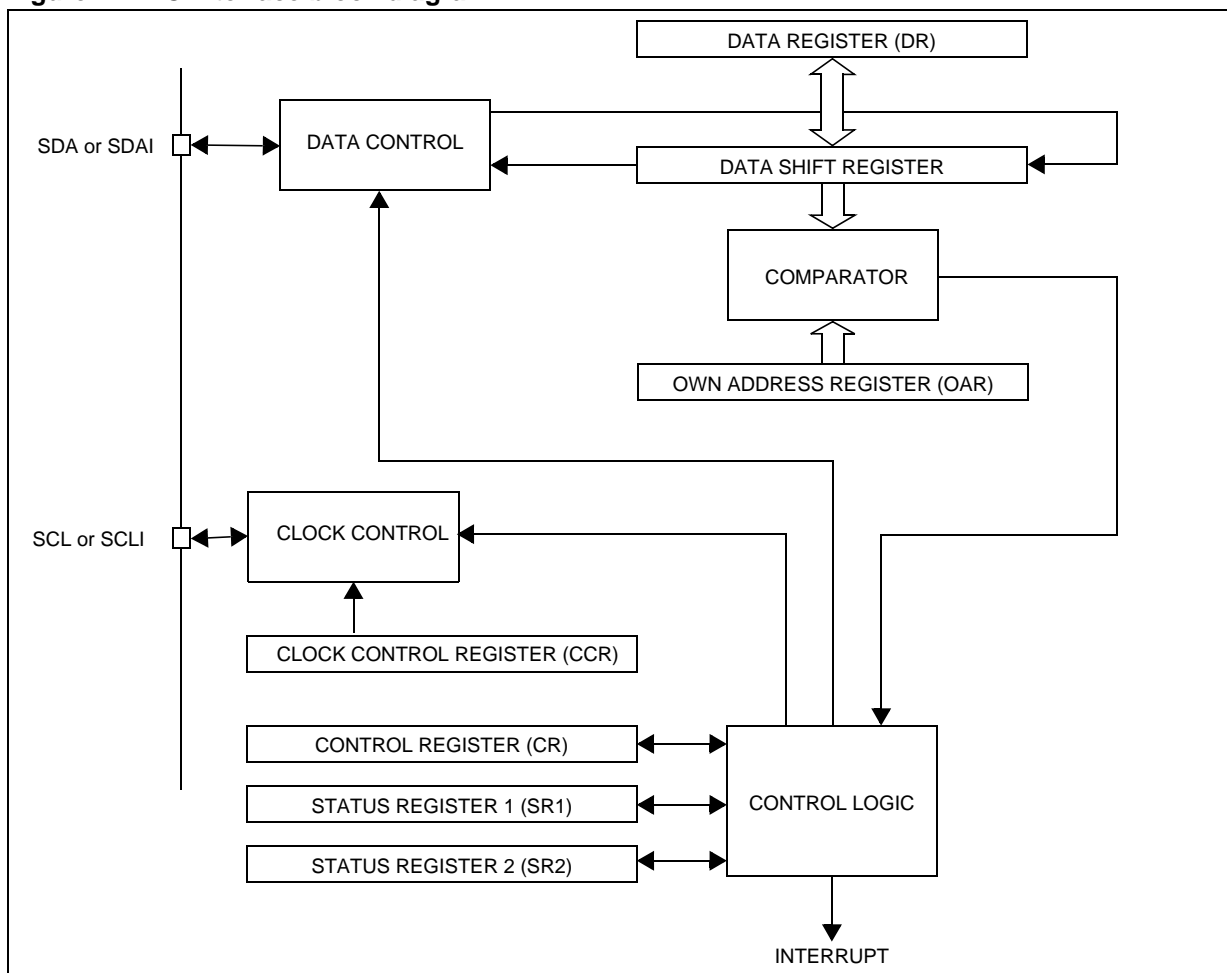 DATA REGISTER (DR)
SDA or SDAI
DATA CONTROL
DATA SHIFT REGISTER
COMPARATOR
OWN ADDRESS REGISTER (OAR)
SCL or SCLI
CLOCK CONTROL
CLOCK CONTROL REGISTER (CCR)
CONTROL REGISTER (CR)
STATUS REGISTER 1 (SR1)
CONTROL LOGIC
STATUS REGISTER 2 (SR2)
INTERRUPT